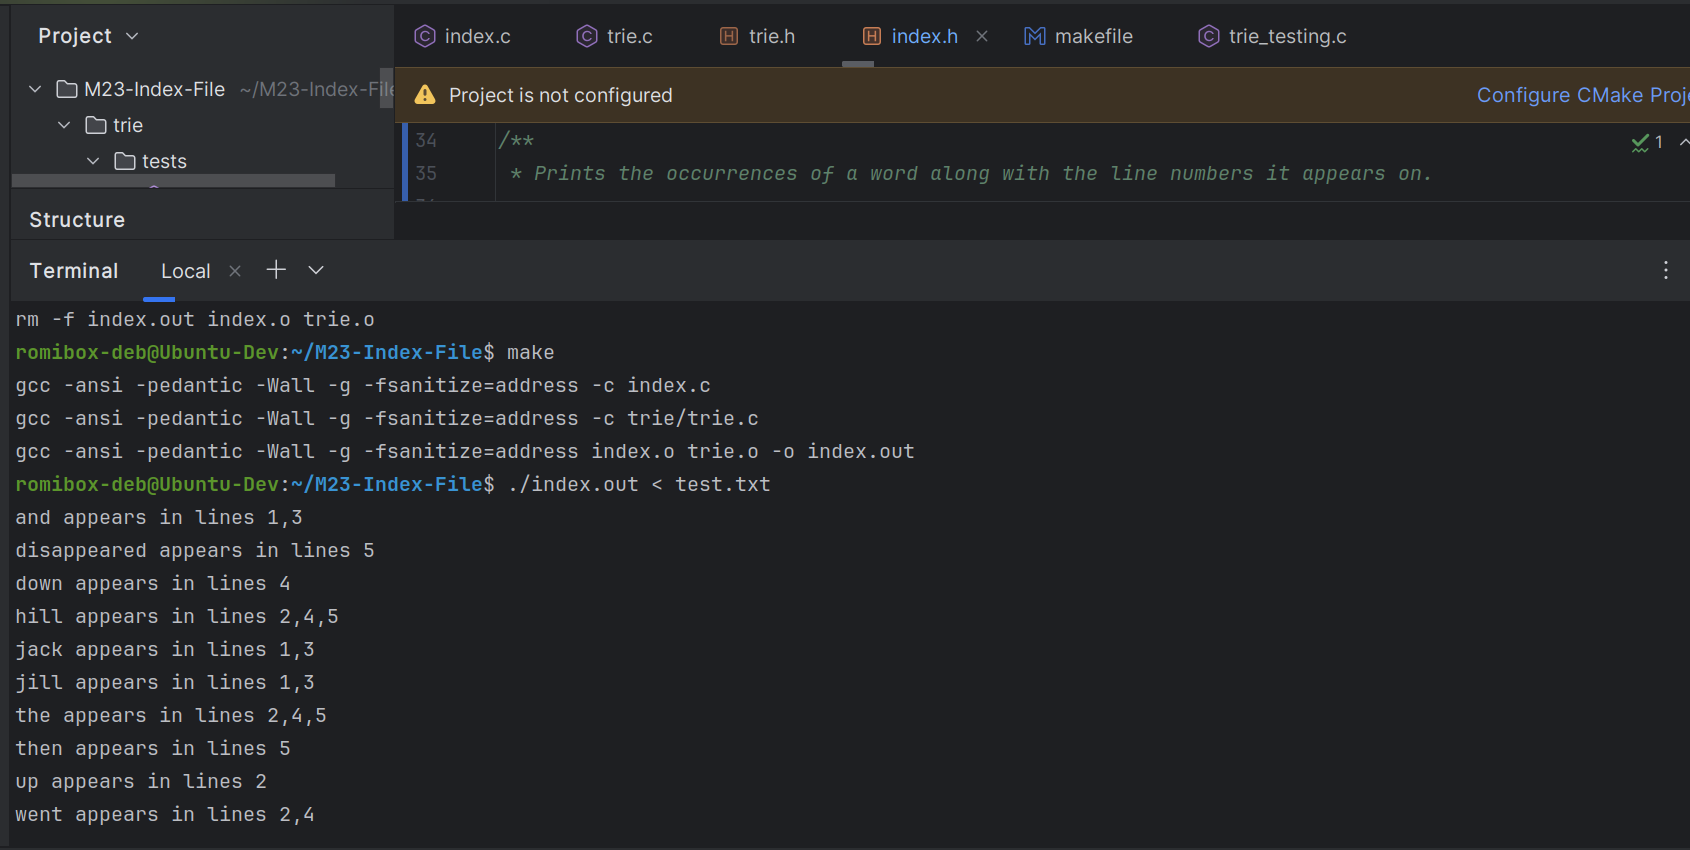 Project
index.c trie.c trie.h index.h makefile trie_testing.c
M23-Index-File ~/M23-Index-File
Project is not configured Configure CMake Proj
trie
34 /**
1
tests
35 * Prints the occurrences of a word along with the line numbers it appears on.
Structure
Terminal Local
rm -f index.out index.o trie.o
romibox-deb@Ubuntu-Dev:~/M23-Index-File$ make
gcc -ansi -pedantic -Wall -g -fsanitize=address -c index.c
gcc -ansi -pedantic -Wall -g -fsanitize=address -c trie/trie.c
gcc -ansi -pedantic -Wall -g -fsanitize=address index.o trie.o -o index.out
romibox-deb@Ubuntu-Dev:~/M23-Index-File$ ./index.out < test.txt
and appears in lines 1,3
disappeared appears in lines 5
down appears in lines 4
hill appears in lines 2,4,5
jack appears in lines 1,3
jill appears in lines 1,3
the appears in lines 2,4,5
then appears in lines 5
up appears in lines 2
went appears in lines 2,4